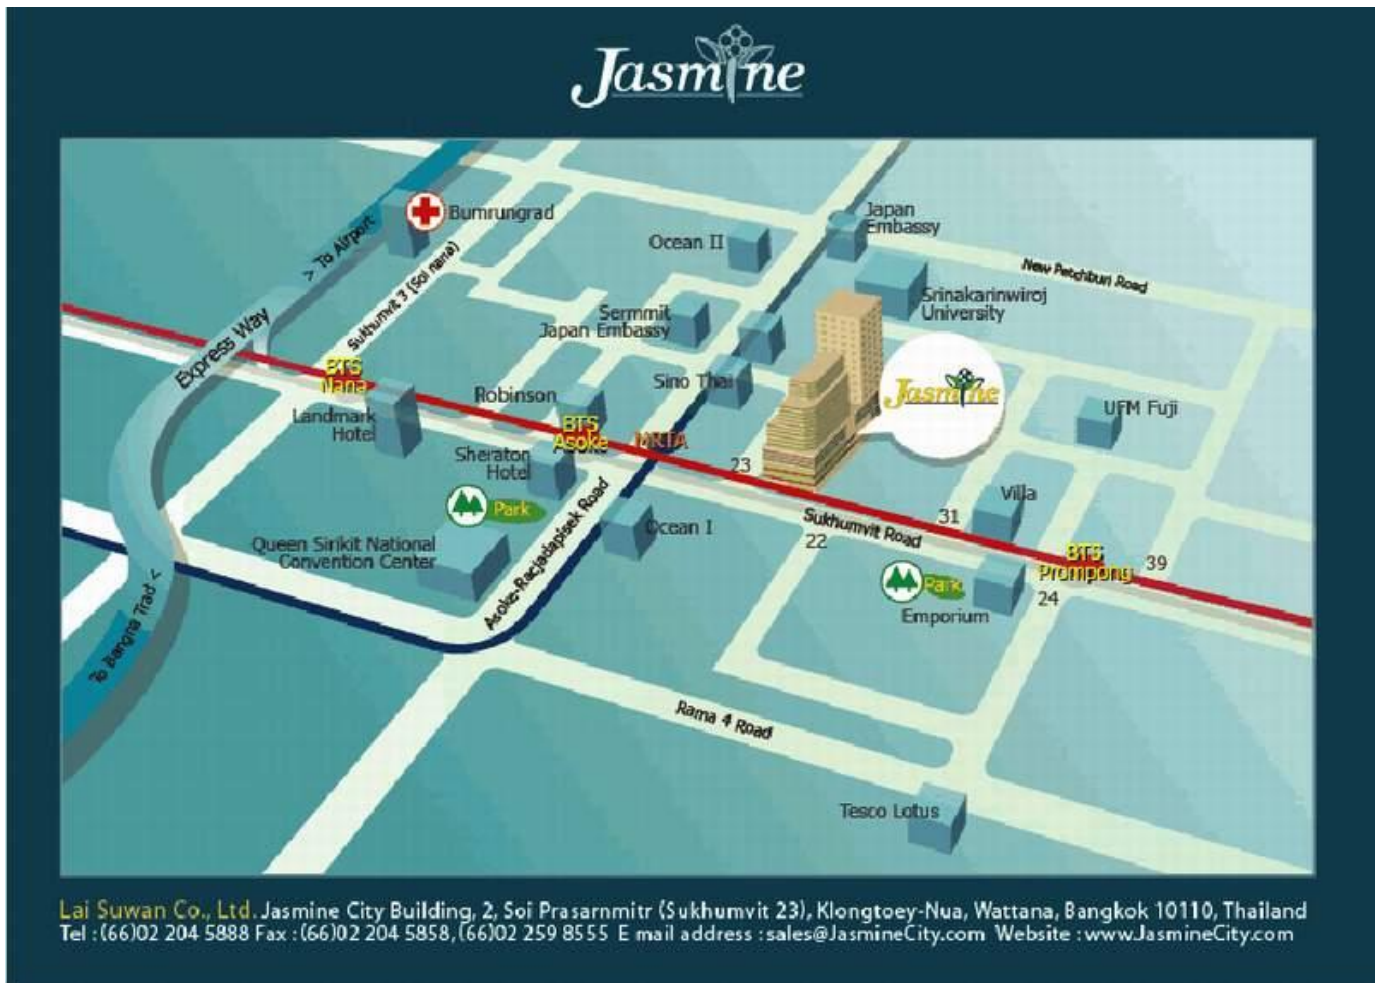 Jasmine
Bumrungrad
> To Airport
Sukhumvit 3 (Soi nana)
Express Way
Japan
Embassy
Ocean II
New Petchburi Road
Srinakarinwiroj
University
Sermmit
Japan Embassy
BTS
Nana
Landmark
Hotel
Robinson
Sino Thai
Jasmine
UFM Fuji
BTS
Asoke
MRTA
Sheraton
Hotel
23
Park
Asoke-Racjadapisek Road
Ocean I
Villa
31
Sukhumvit Road
22
Queen Sirikit National
Convention Center
BTS
Prompong
39
Park
24
Emporium
To Bangna Trad <
Rama 4 Road
Tesco Lotus
Lai Suwan Co., Ltd. Jasmine City Building, 2, Soi Prasarnmitr (Sukhumvit 23), Klongtoey-Nua, Wattana, Bangkok 10110, Thailand
Tel :(66)02 204 5888 Fax :(66)02 204 5858, (66)02 259 8555 E mail address :sales@JasmineCity.com Website :www.JasmineCity.com